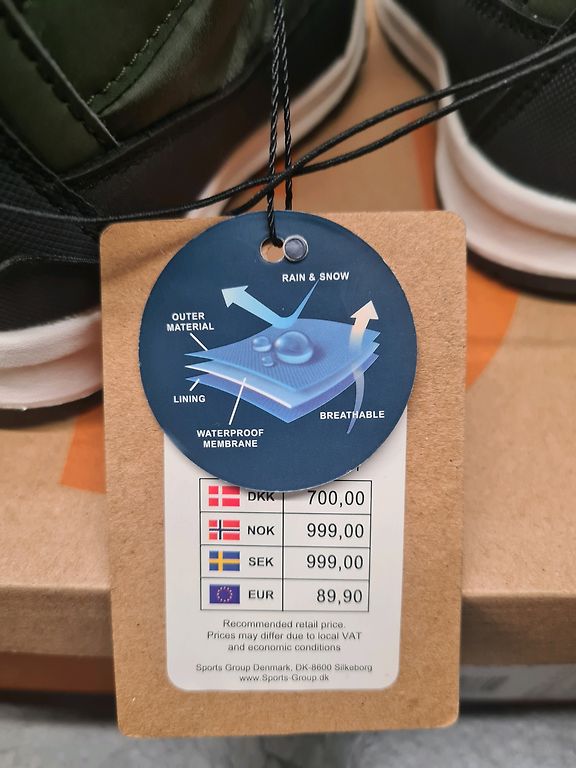 RAIN & SNOW
OUTER
MATERIAL
LINING
BREATHABLE
WATERPROOF
MEMBRANE
DKK 700,00
NOK 999,00
SEK 999,00
EUR 89,90
Recommended retail price.
Prices may differ due to local VAT
and economic conditions
Sports Group Denmark, DK-8600 Silkeborg
www.Sports-Group.dk